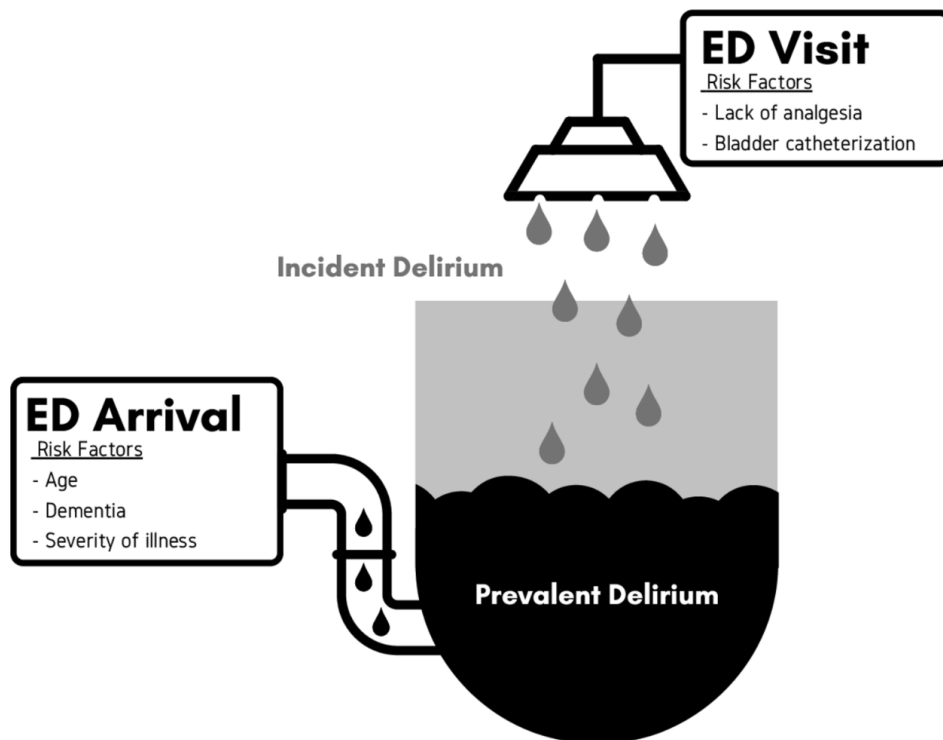 ED Visit
Risk Factors
- Lack of analgesia
- Bladder catheterization
Incident Delirium
ED Arrival
Risk Factors
- Age
- Dementia
- Severity of illness
Prevalent Delirium